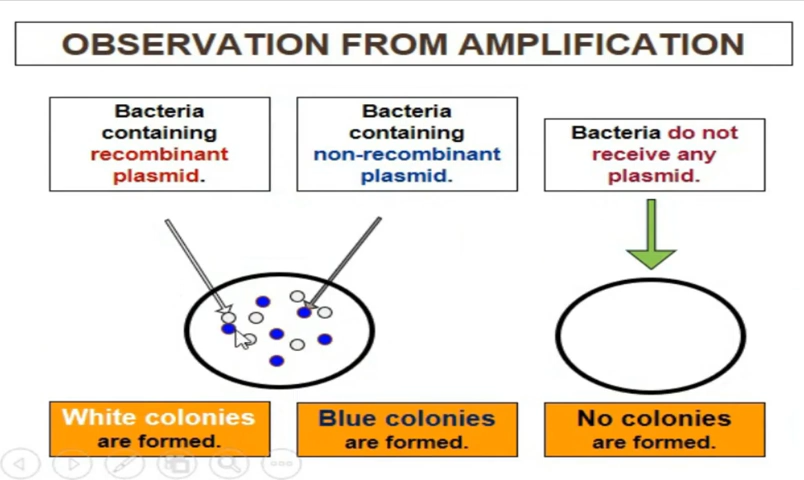 OBSERVATION FROM AMPLIFICATION
Bacteria
containing
recombinant
plasmid.
Bacteria
containing
non-recombinant
plasmid.
Bacteria do not
receive any
plasmid.
White colonies
are formed.
Blue colonies
are formed.
No colonies
are formed.